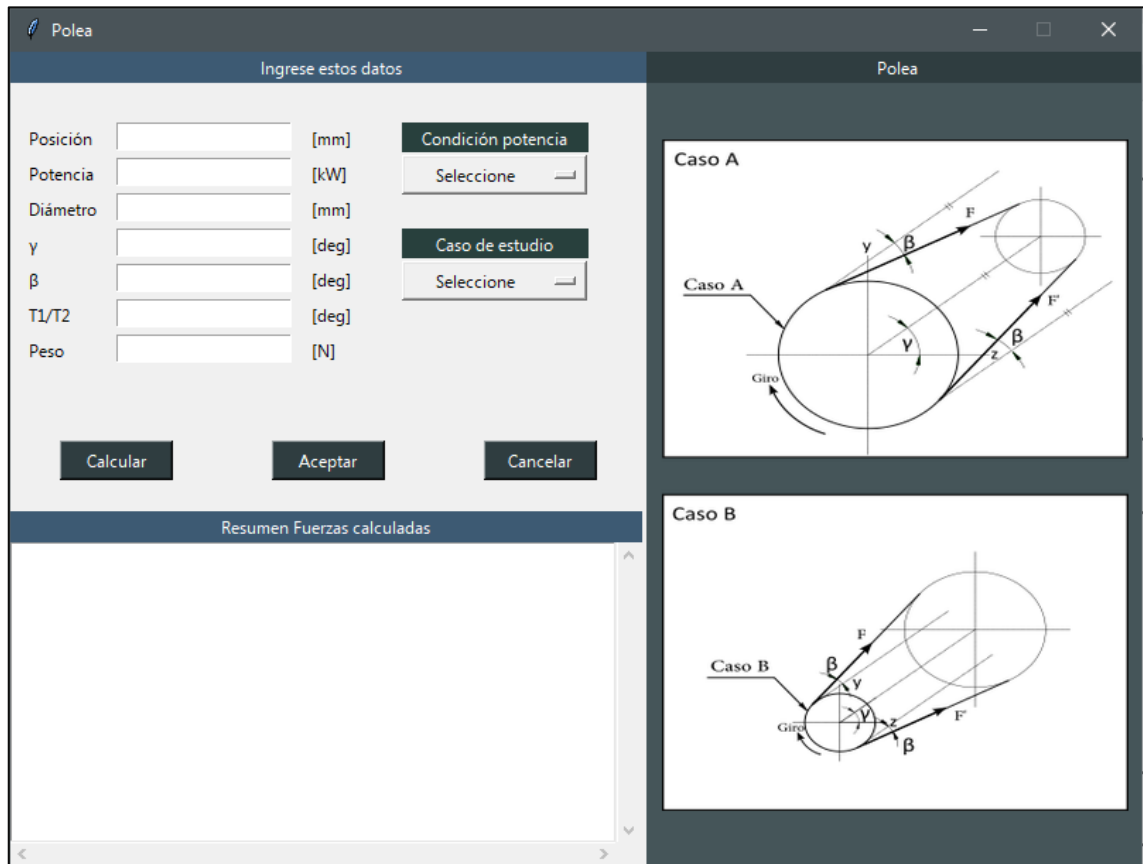 Polea
Ingrese estos datos
Posición [mm]
Potencia [kW]
Diámetro [mm]
γ [deg]
β [deg]
T1/T2 [deg]
Peso [N]
Condición potencia
Seleccione
Caso de estudio
Seleccione
Calcular Aceptar Cancelar
Resumen Fuerzas calculadas
Polea
Caso A
F
y β
Caso A
F'
γ
z β
Giro
Caso B
F
β
Caso B
y
γ
z
Giro
F'
β